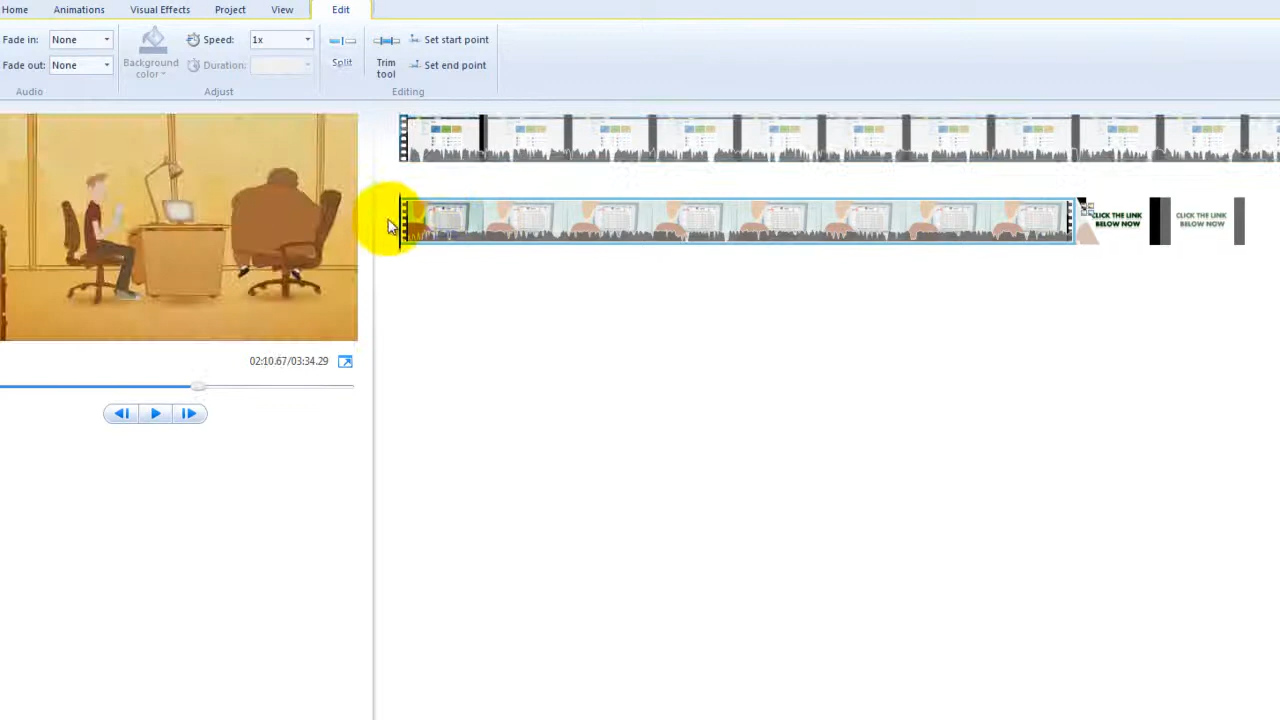 Home Animations Visual Effects Project View Edit
Fade in: None Speed: 1x Set start point
Fade out: None Background color Duration: Split Trim tool Set end point
Audio Adjust Editing
CLICK THE LINK CLICK THE LINK
BELOW NOW BELOW NOW
02:10.67/03:34.29